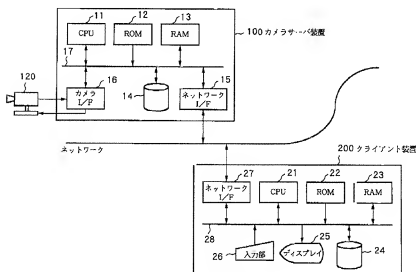 11
12
13
CPU
ROM
RAM
100 カメラサーバ装置
17
16
15
120
カメラ
I/F
14
ネットワーク
I/F
ネットワーク
200 クライアント装置
27
21
22
23
ネットワーク
I/F
CPU
ROM
RAM
28
25
24
26
入力部
ディスプレイ